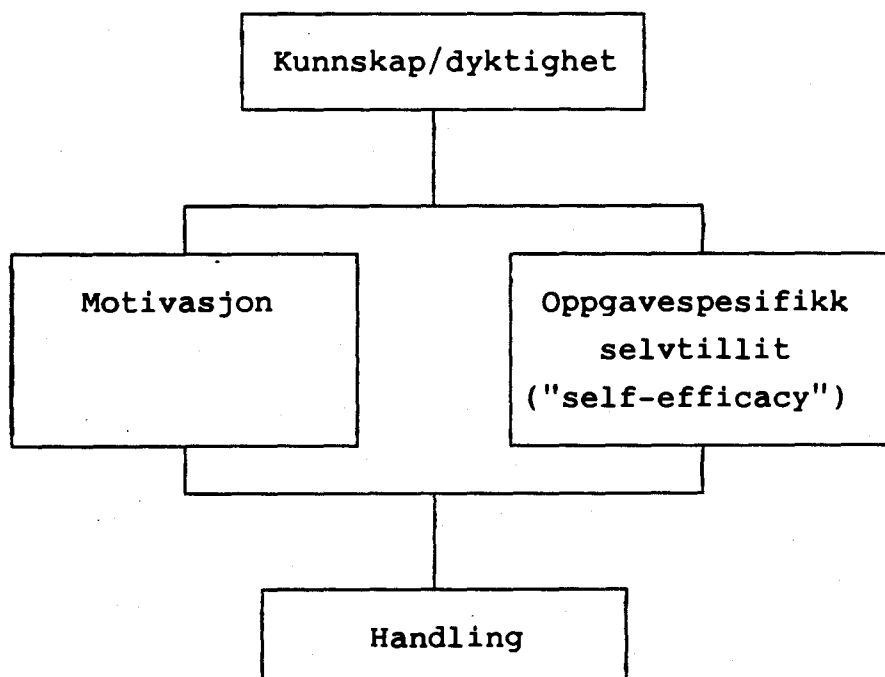 Kunnskap/dyktighet
Motivasjon
Oppgavespesifikk
selvtillit
("self-efficacy")
Handling